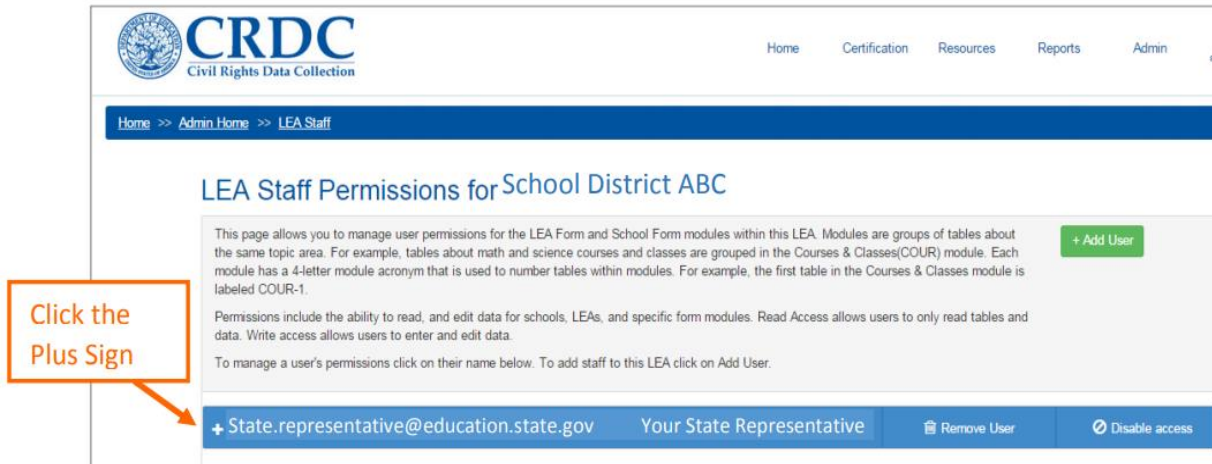 CRDC
Civil Rights Data Collection
Home Certification Resources Reports Admin
Home >> Admin Home >> LEA Staff
LEA Staff Permissions for School District ABC
This page allows you to manage user permissions for the LEA Form and School Form modules within this LEA. Modules are groups of tables about
the same topic area. For example, tables about math and science courses and classes are grouped in the Courses & Classes(COUR) module. Each
module has a 4-letter module acronym that is used to number tables within modules. For example, the first table in the Courses & Classes module is
labeled COUR-1.
+ Add User
Permissions include the ability to read, and edit data for schools, LEAs, and specific form modules. Read Access allows users to only read tables and
data. Write access allows users to enter and edit data.
To manage a user's permissions click on their name below. To add staff to this LEA click on Add User.
Click the
Plus Sign
+ State.representative@education.state.gov Your State Representative Remove User Disable access